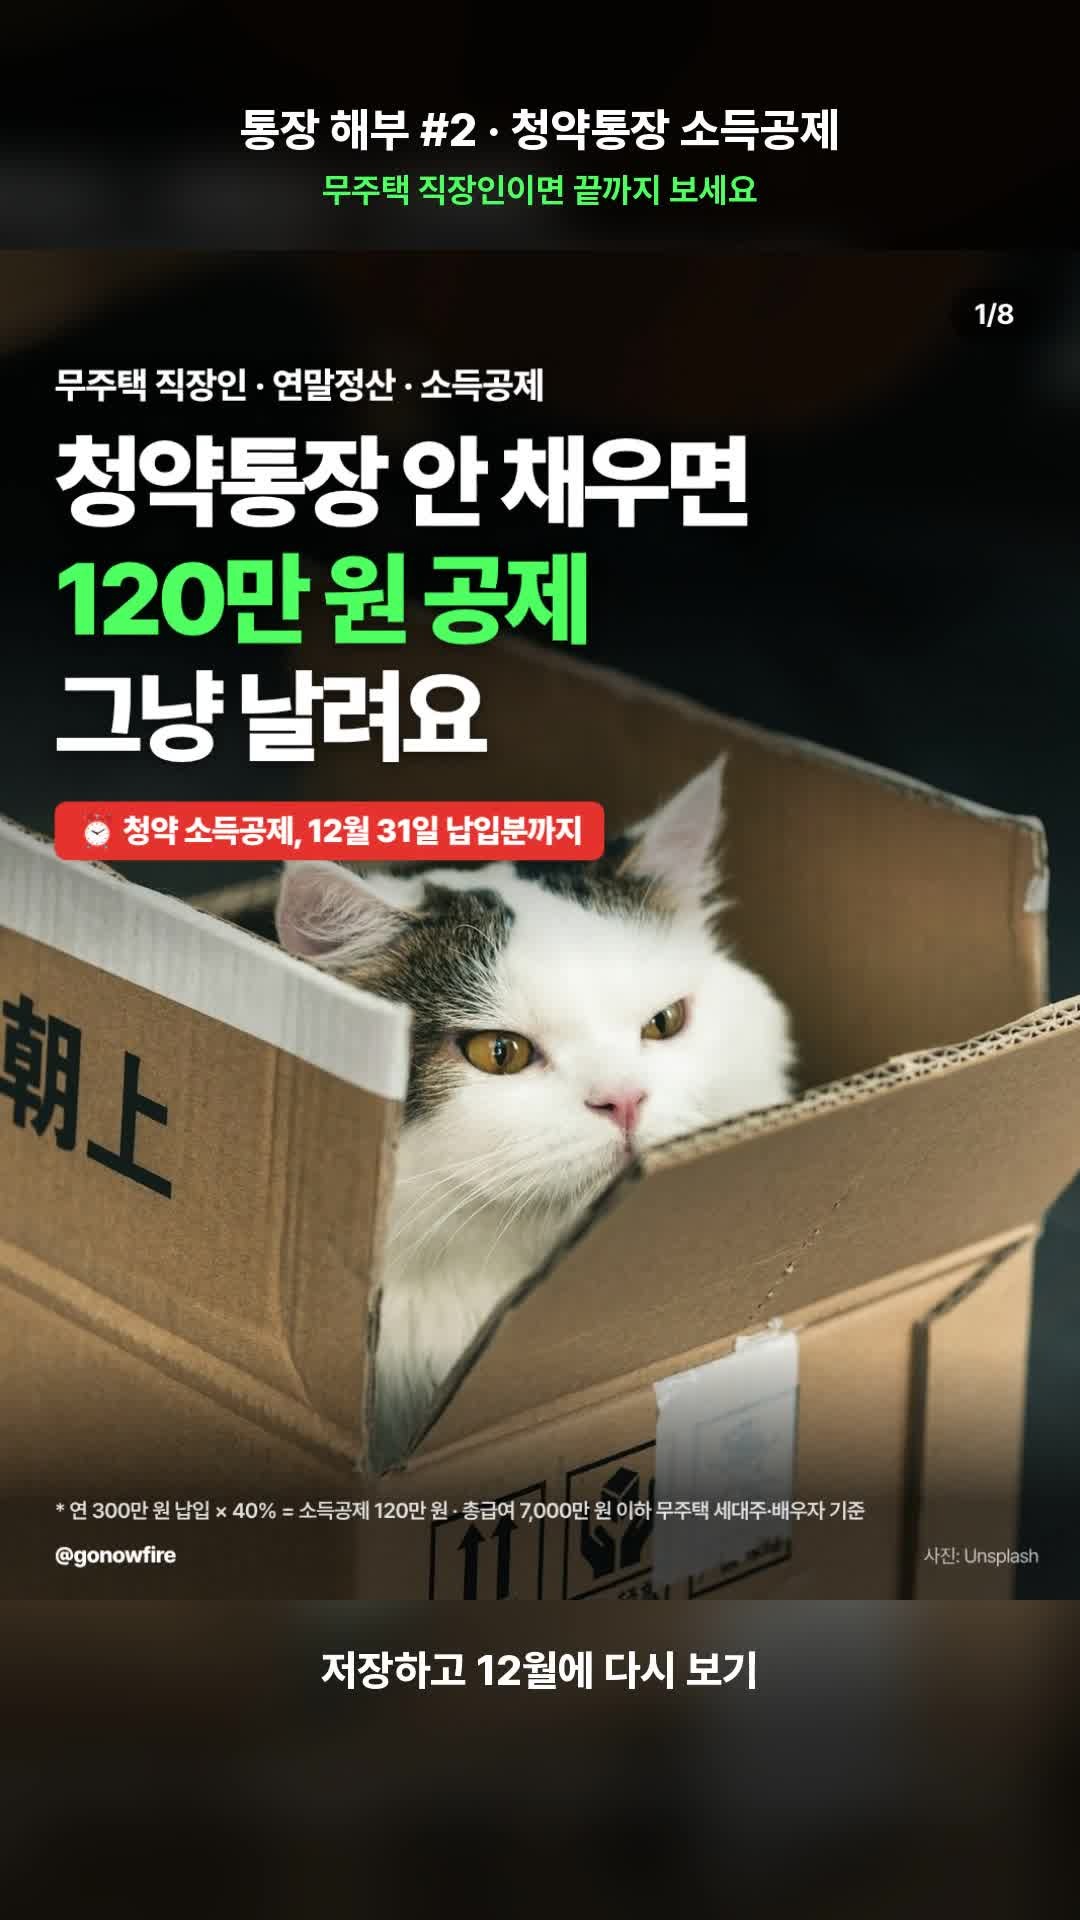 통장 해부 #2 · 청약통장 소득공제
무주택 직장인이면 끝까지 보세요
1/8
무주택 직장인 · 연말정산 · 소득공제
청약통장 안 채우면
120만 원 공제
그냥 날려요
⏰ 청약 소득공제, 12월 31일 납입분까지
朝上
* 연 300만 원 납입 × 40% = 소득공제 120만 원 · 총급여 7,000만 원 이하 무주택 세대주·배우자 기준
@gonowfire
사진: Unsplash
저장하고 12월에 다시 보기